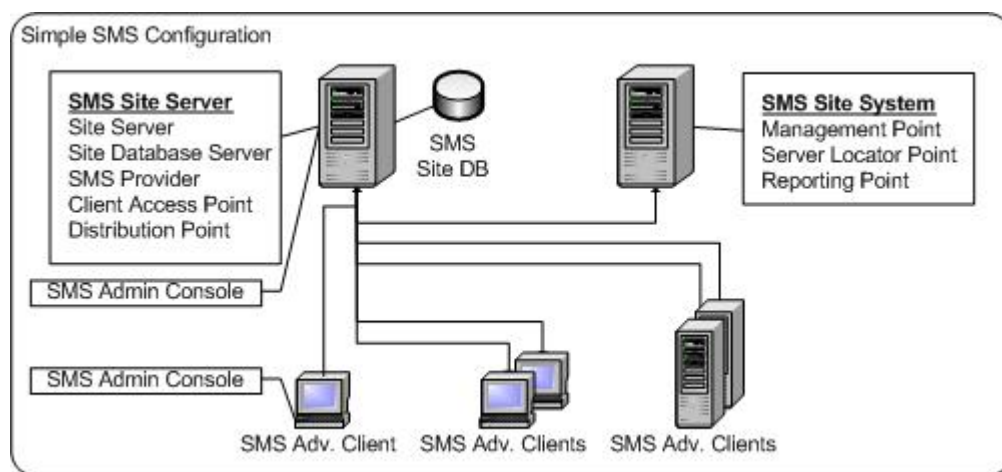 Simple SMS Configuration
SMS Site Server
Site Server
Site Database Server
SMS Provider
Client Access Point
Distribution Point
SMS
Site DB
SMS Site System
Management Point
Server Locator Point
Reporting Point
SMS Admin Console
SMS Admin Console
SMS Adv. Client
SMS Adv. Clients
SMS Adv. Clients